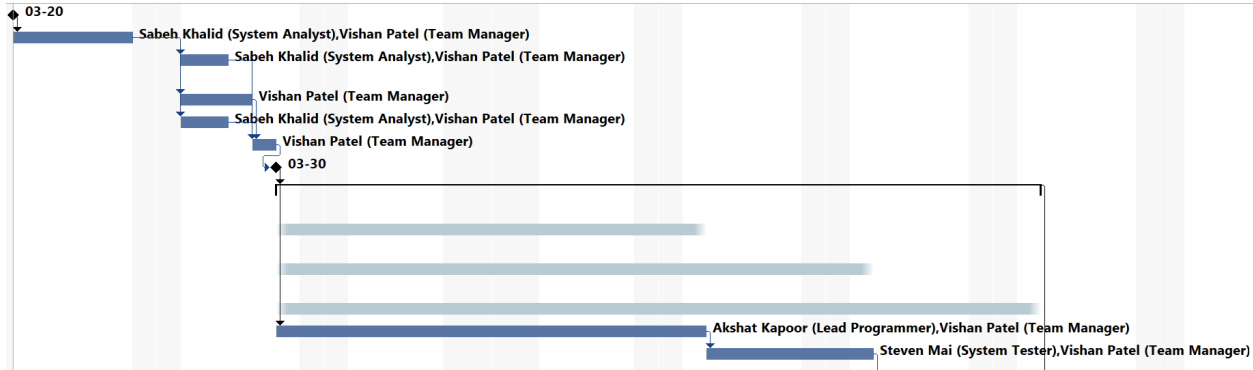 03-20
Sabeh Khalid (System Analyst),Vishan Patel (Team Manager)
Sabeh Khalid (System Analyst),Vishan Patel (Team Manager)
Vishan Patel (Team Manager)
Sabeh Khalid (System Analyst),Vishan Patel (Team Manager)
Vishan Patel (Team Manager)
03-30
Akshat Kapoor (Lead Programmer),Vishan Patel (Team Manager)
Steven Mai (System Tester),Vishan Patel (Team Manager)